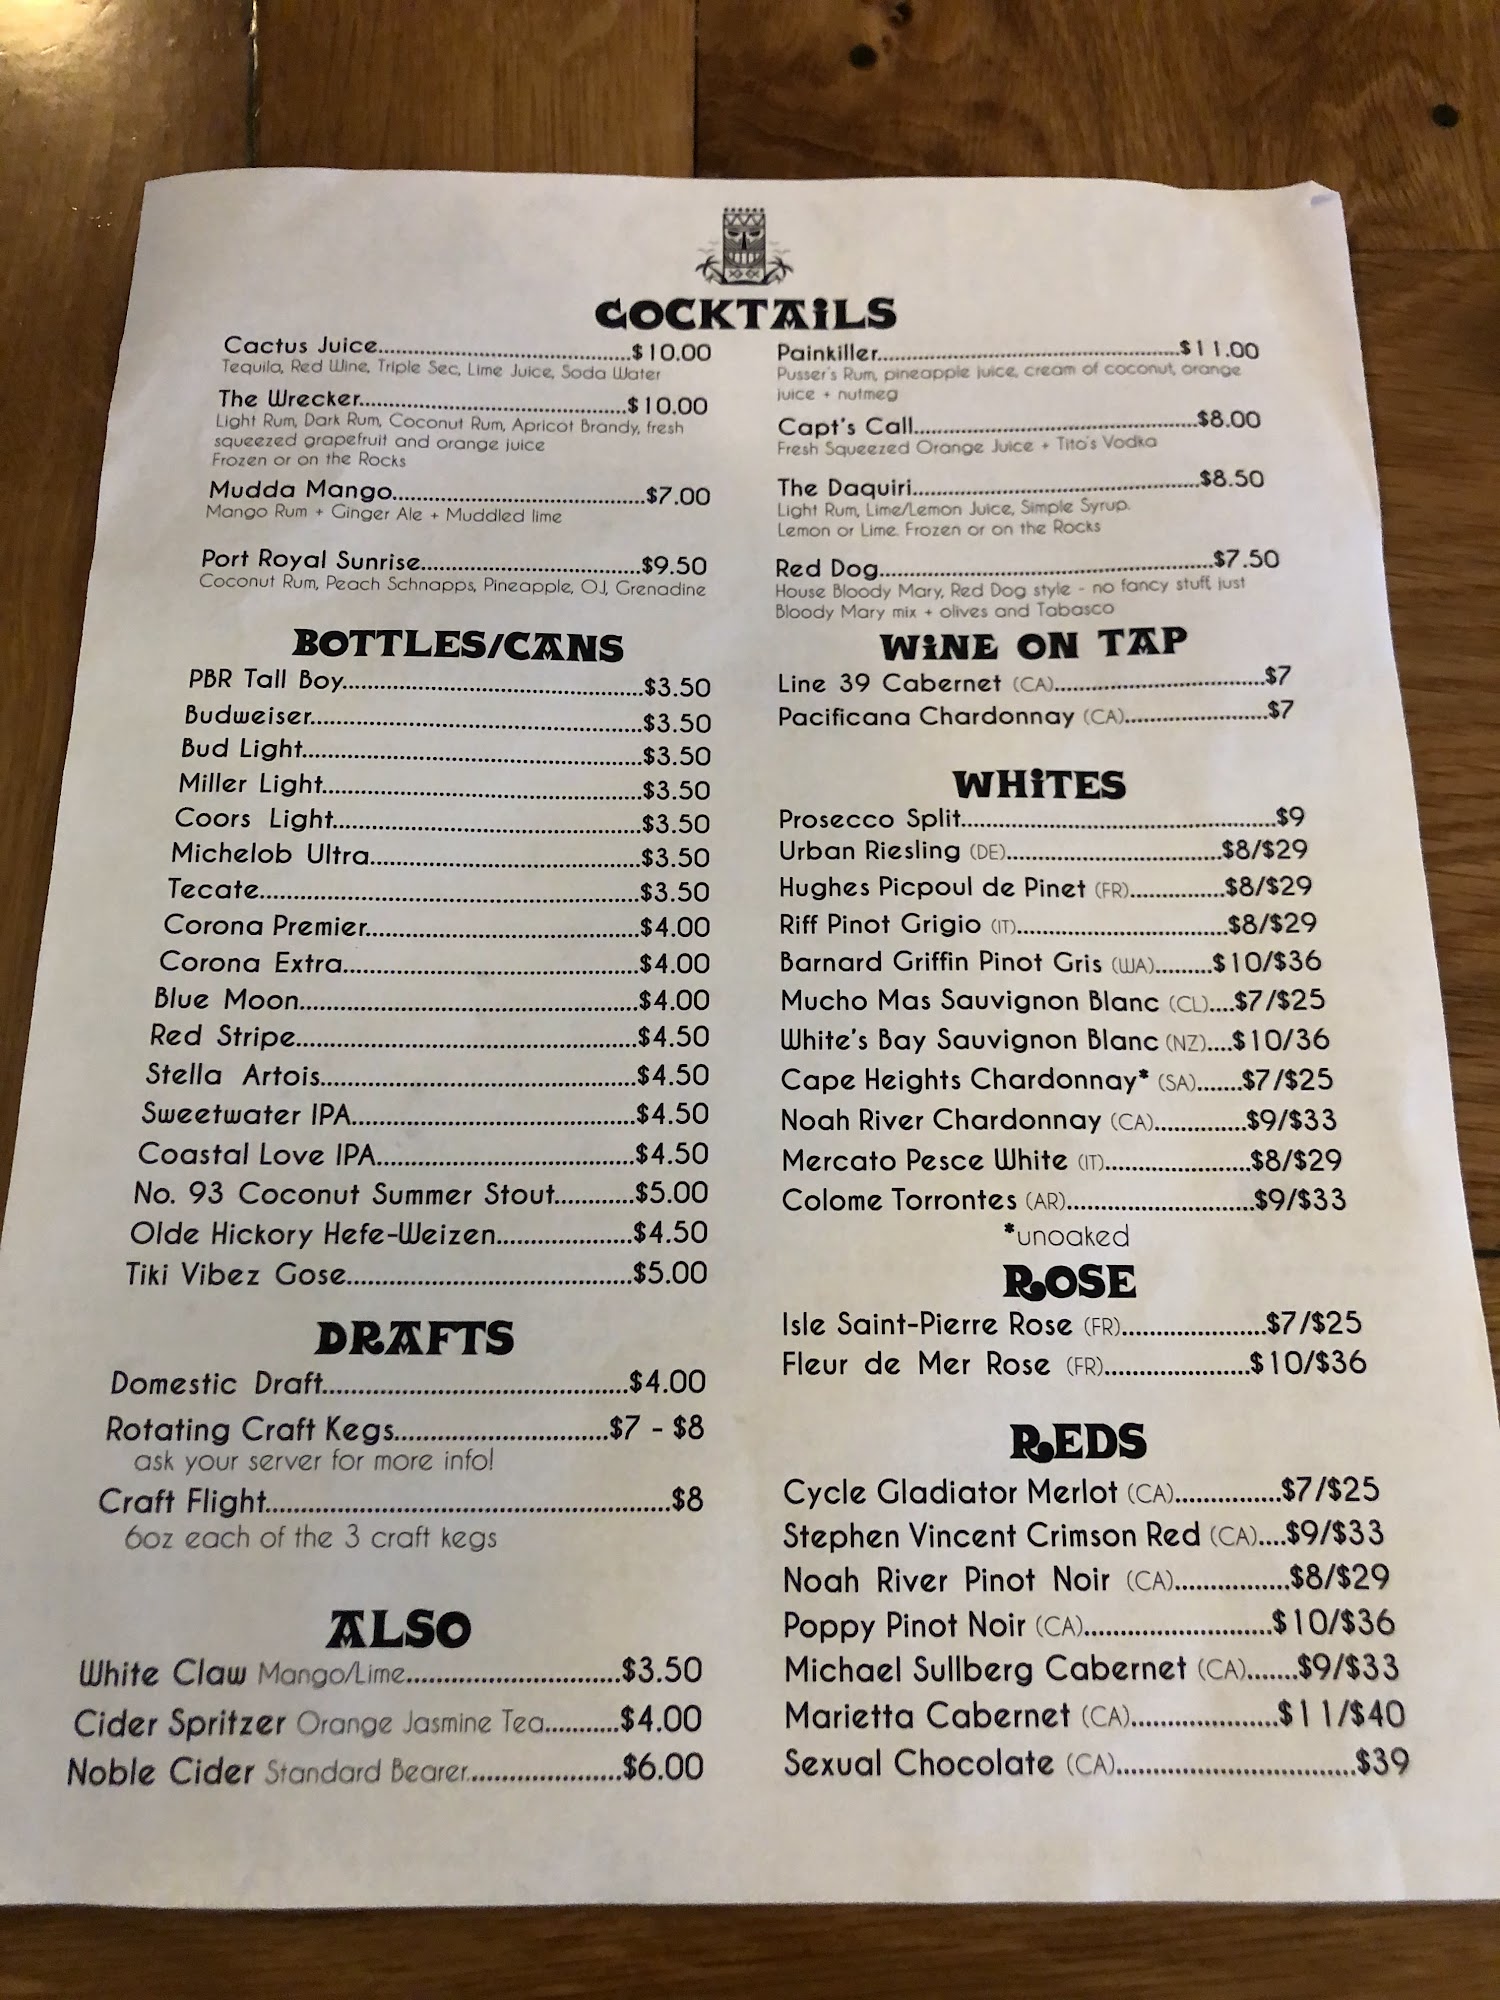 COCKTAiLS
Cactus Juice..........$10.00
Tequila, Red Wine, Triple Sec, Lime Juice, Soda Water
The Wrecker..........$10.00
Light Rum, Dark Rum, Coconut Rum, Apricot Brandy, fresh
squeezed grapefruit and orange juice
Frozen or on the Rocks
Mudda Mango..........$7.00
Mango Rum + Ginger Ale + Muddled lime
Port Royal Sunrise..........$9.50
Coconut Rum, Peach Schnapps, Pineapple, OJ, Grenadine
Painkiller..........$11.00
Pusser's Rum, pineapple juice, cream of coconut, orange
juice + nutmeg
Capt's Call..........$8.00
Fresh Squeezed Orange Juice + Tito's Vodka
The Daquiri..........$8.50
Light Rum, Lime/Lemon Juice, Simple Syrup.
Lemon or Lime. Frozen or on the Rocks
Red Dog..........$7.50
House Bloody Mary, Red Dog style - no fancy stuff, just
Bloody Mary mix + olives and Tabasco
BOTTLES/CANS
PBR Tall Boy..........$3.50
Budweiser..........$3.50
Bud Light..........$3.50
Miller Light..........$3.50
Coors Light..........$3.50
Michelob Ultra..........$3.50
Tecate..........$3.50
Corona Premier..........$4.00
Corona Extra..........$4.00
Blue Moon..........$4.00
Red Stripe..........$4.50
Stella Artois..........$4.50
Sweetwater IPA..........$4.50
Coastal Love IPA..........$4.50
No. 93 Coconut Summer Stout..........$5.00
Olde Hickory Hefe-Weizen..........$4.50
Tiki Vibez Gose..........$5.00
DRAFTS
Domestic Draft..........$4.00
Rotating Craft Kegs..........$7 - $8
ask your server for more info!
Craft Flight..........$8
6oz each of the 3 craft kegs
ALSO
White Claw Mango/Lime..........$3.50
Cider Spritzer Orange Jasmine Tea..........$4.00
Noble Cider Standard Bearer..........$6.00
WiNE ON TAP
Line 39 Cabernet (CA)..........$7
Pacificana Chardonnay (CA)..........$7
WHiTES
Prosecco Split..........$9
Urban Riesling (DE)..........$8/$29
Hughes Picpoul de Pinet (FR)..........$8/$29
Riff Pinot Grigio (IT)..........$8/$29
Barnard Griffin Pinot Gris (WA).........$10/$36
Mucho Mas Sauvignon Blanc (CL)....$7/$25
White's Bay Sauvignon Blanc (NZ)....$10/36
Cape Heights Chardonnay* (SA).......$7/$25
Noah River Chardonnay (CA)..........$9/$33
Mercato Pesce White (IT)..........$8/$29
Colome Torrontes (AR)..........$9/$33
*unoaked
ROSE
Isle Saint-Pierre Rose (FR)..........$7/$25
Fleur de Mer Rose (FR)..........$10/$36
REDS
Cycle Gladiator Merlot (CA)..........$7/$25
Stephen Vincent Crimson Red (CA)....$9/$33
Noah River Pinot Noir (CA)..........$8/$29
Poppy Pinot Noir (CA)..........$10/$36
Michael Sullberg Cabernet (CA).......$9/$33
Marietta Cabernet (CA)..........$11/$40
Sexual Chocolate (CA)..........$39